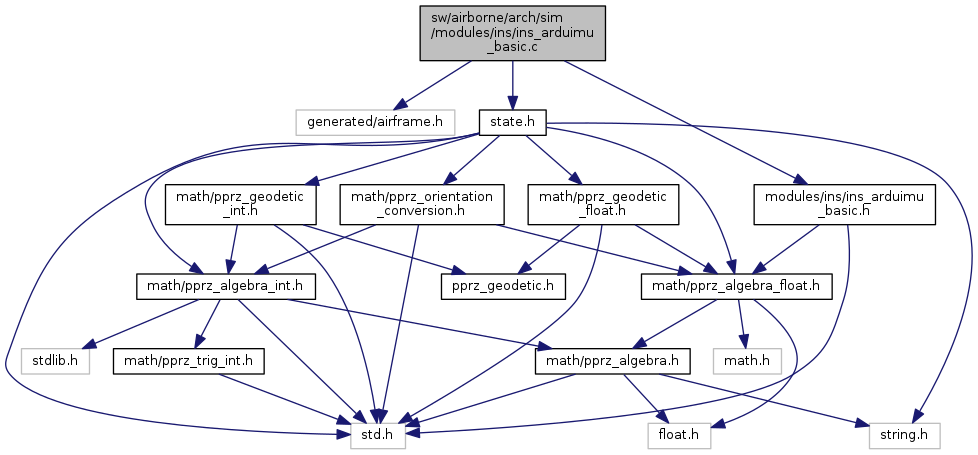 sw/airborne/arch/sim
/modules/ins/ins_arduimu
_basic.c
generated/airframe.h
state.h
math/pprz_geodetic
_int.h
math/pprz_orientation
_conversion.h
math/pprz_geodetic
_float.h
modules/ins/ins_arduimu
_basic.h
math/pprz_algebra_int.h
pprz_geodetic.h
math/pprz_algebra_float.h
stdlib.h
math/pprz_trig_int.h
math/pprz_algebra.h
math.h
std.h
float.h
string.h